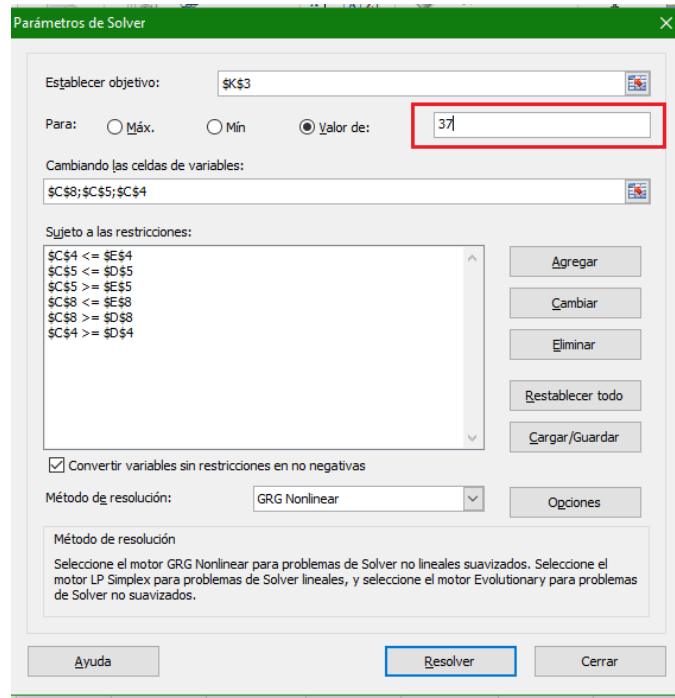 Parámetros de Solver
Establecer objetivo: $K$3
Para: Máx. Mín Valor de: 37
Cambiando las celdas de variables:
$C$8;$C$5;$C$4
Sujeto a las restricciones:
$C$4 <= $E$4
$C$5 <= $D$5
$C$5 >= $E$5
$C$8 <= $E$8
$C$8 >= $D$8
$C$4 >= $D$4
Agregar
Cambiar
Eliminar
Restablecer todo
Cargar/Guardar
Convertir variables sin restricciones en no negativas
Método de resolución: GRG Nonlinear
Opciones
Método de resolución
Seleccione el motor GRG Nonlinear para problemas de Solver no lineales suavizados. Seleccione el
motor LP Simplex para problemas de Solver lineales, y seleccione el motor Evolutionary para problemas
de Solver no suavizados.
Ayuda Resolver Cerrar